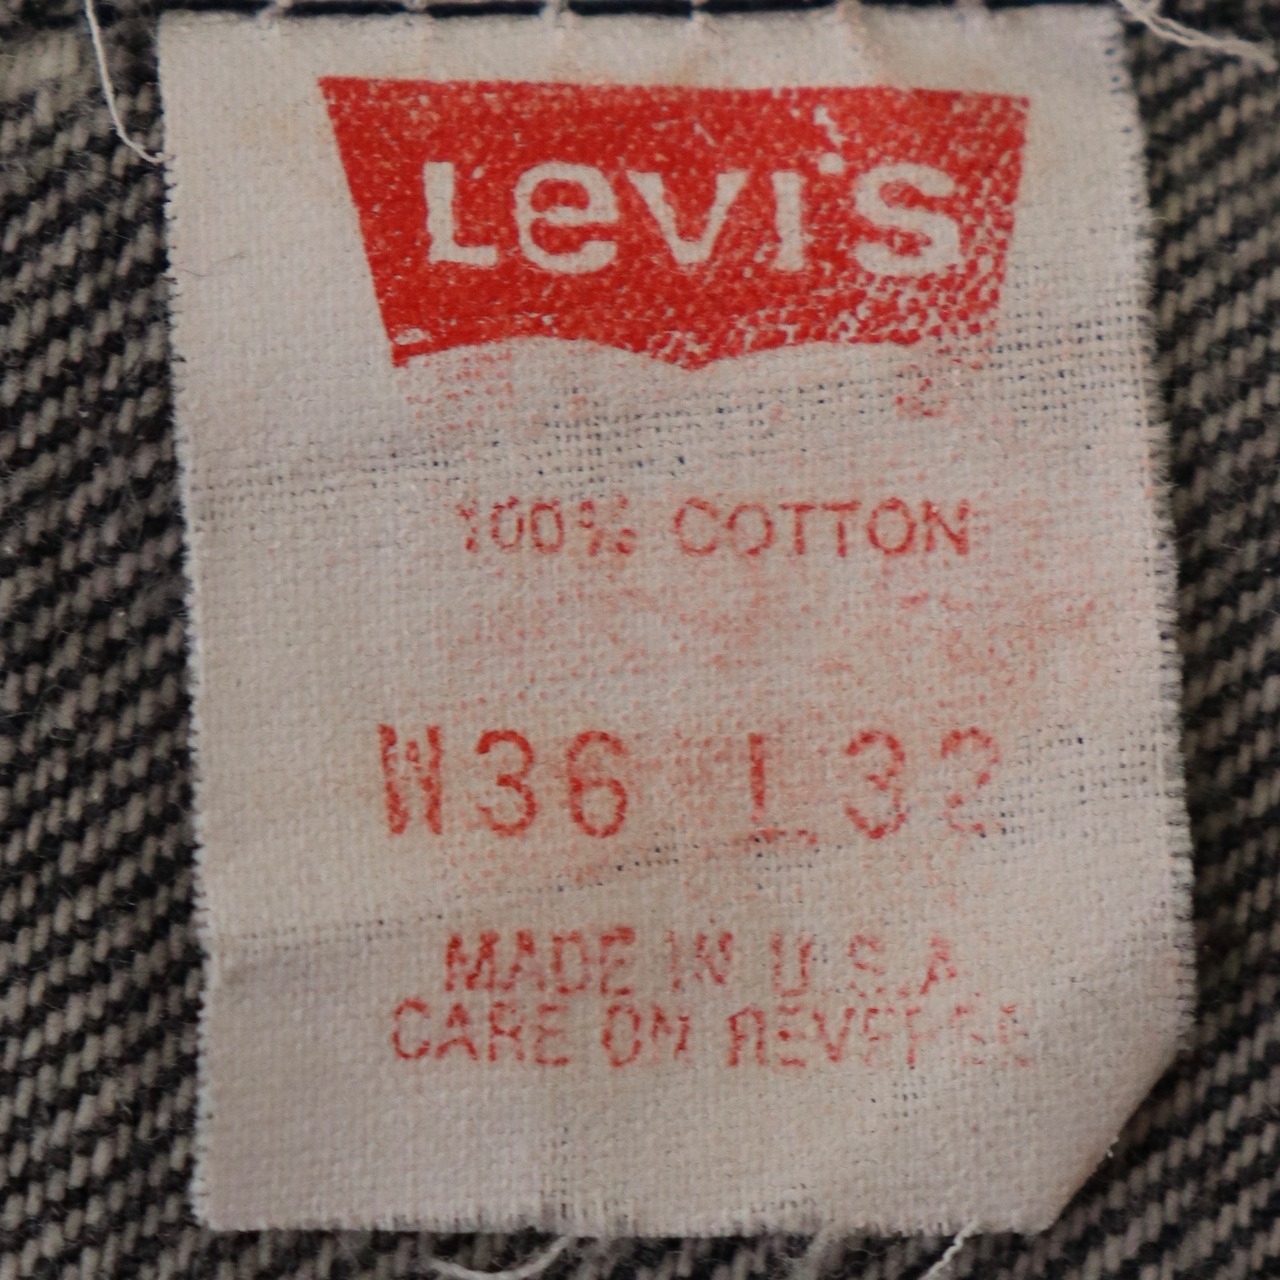 Levi's
100% COTTON
W36 L32
MADE IN U.S.A
CARE ON REVERSE